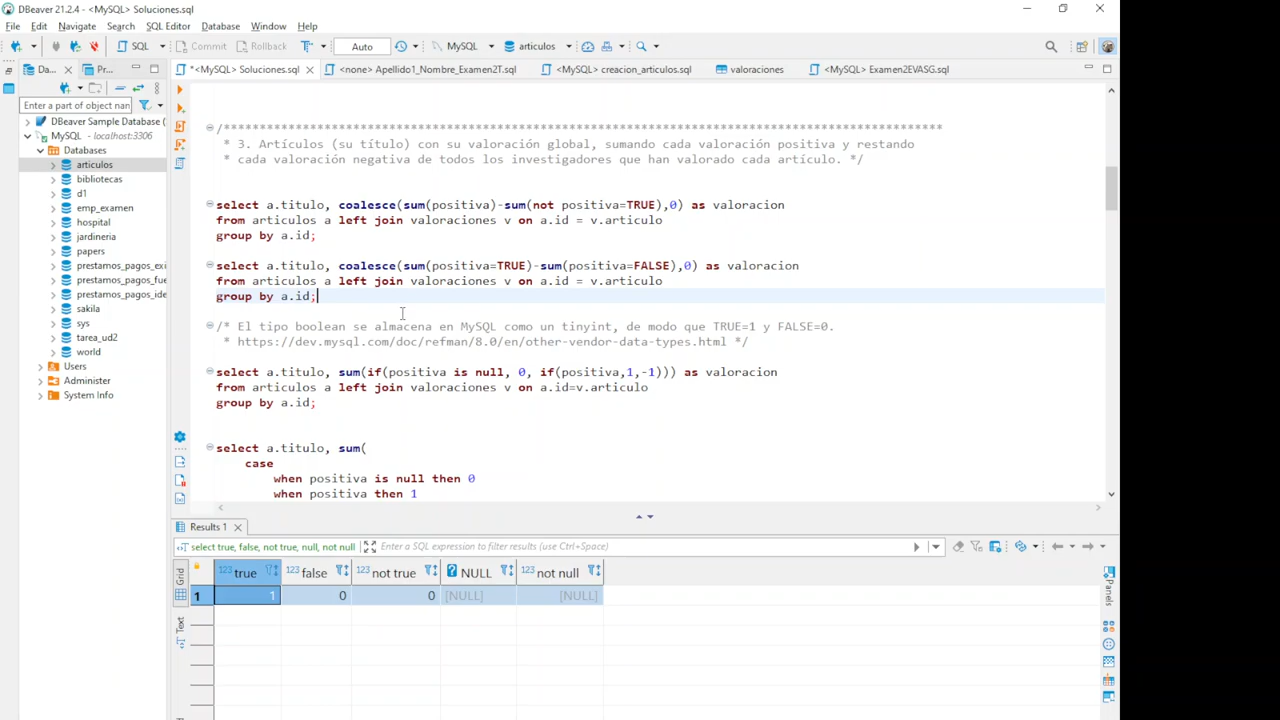 DBeaver 21.2.4 - <MySQL> Soluciones.sql
File Edit Navigate Search SQL Editor Database Window Help
SQL Commit Rollback Auto MySQL articulos
Da... Pr... *<MySQL> Soluciones.sql <none> Apellido1_Nombre_Examen2T.sql <MySQL> creacion_articulos.sql valoraciones <MySQL> Examen2EVASG.sql
Enter a part of object nan
DBeaver Sample Database (
MySQL - localhost:3306
Databases
articulos
bibliotecas
d1
emp_examen
hospital
jardineria
papers
prestamos_pagos_exi
prestamos_pagos_fue
prestamos_pagos_ide
sakila
sys
tarea_ud2
world
Users
Administer
System Info
/****************************************************************************************************
* 3. Artículos (su título) con su valoración global, sumando cada valoración positiva y restando
* cada valoración negativa de todos los investigadores que han valorado cada artículo. */
select a.titulo, coalesce(sum(positiva)-sum(not positiva=TRUE),0) as valoracion
from articulos a left join valoraciones v on a.id = v.articulo
group by a.id;
select a.titulo, coalesce(sum(positiva=TRUE)-sum(positiva=FALSE),0) as valoracion
from articulos a left join valoraciones v on a.id = v.articulo
group by a.id;
/* El tipo boolean se almacena en MySQL como un tinyint, de modo que TRUE=1 y FALSE=0.
* https://dev.mysql.com/doc/refman/8.0/en/other-vendor-data-types.html */
select a.titulo, sum(if(positiva is null, 0, if(positiva,1,-1))) as valoracion
from articulos a left join valoraciones v on a.id=v.articulo
group by a.id;
select a.titulo, sum(
case
when positiva is null then 0
when positiva then 1
Results 1
select true, false, not true, null, not null Enter a SQL expression to filter results (use Ctrl+Space)
Grid
Text
Panels
123 true 123 false 123 not true NULL 123 not null
1 1 0 0 [NULL] [NULL]